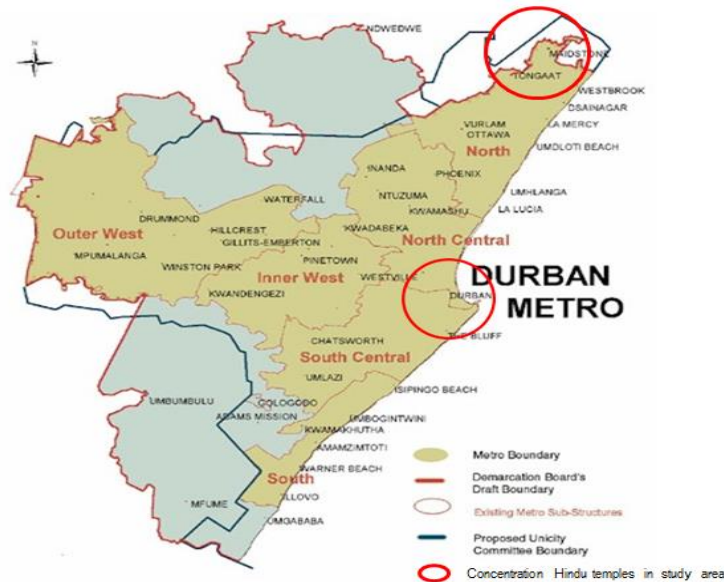 N
NDWEDWE
MAIDSTONE
TONGAAT
WESTBROOK
DSAINAGAR
VURLAM
LA MERCY
OTTAWA
North
UMDLOTI BEACH
INANDA
PHOENIX
WATERFALL
NTUZUMA
UMHLANGA
KWAMASHU
LA LUCIA
DRUMMOND
HILLCREST
KWADABEKA
Outer West
GILLITS-EMBERTON
North Central
MPUMALANGA
PINETOWN
WINSTON PARK
Inner West
WESTVILLE
DURBAN
METRO
KWANDENGEZI
DURBAN
CHATSWORTH
THE BLUFF
South Central
UMLAZI
ISIPINGO BEACH
UMBUMBULU
GOLOGODO
ADAMS MISSION
UMBOGINTWINI
KWAMAKHUTHA
AMAMZIMTOTI
WARNER BEACH
South
ILLOVO
MFUME
UMGABABA
Metro Boundary
Demarcation Board's
Draft Boundary
Existing Metro Sub-Structures
Proposed Unicity
Committee Boundary
Concentration Hindu temples in study area